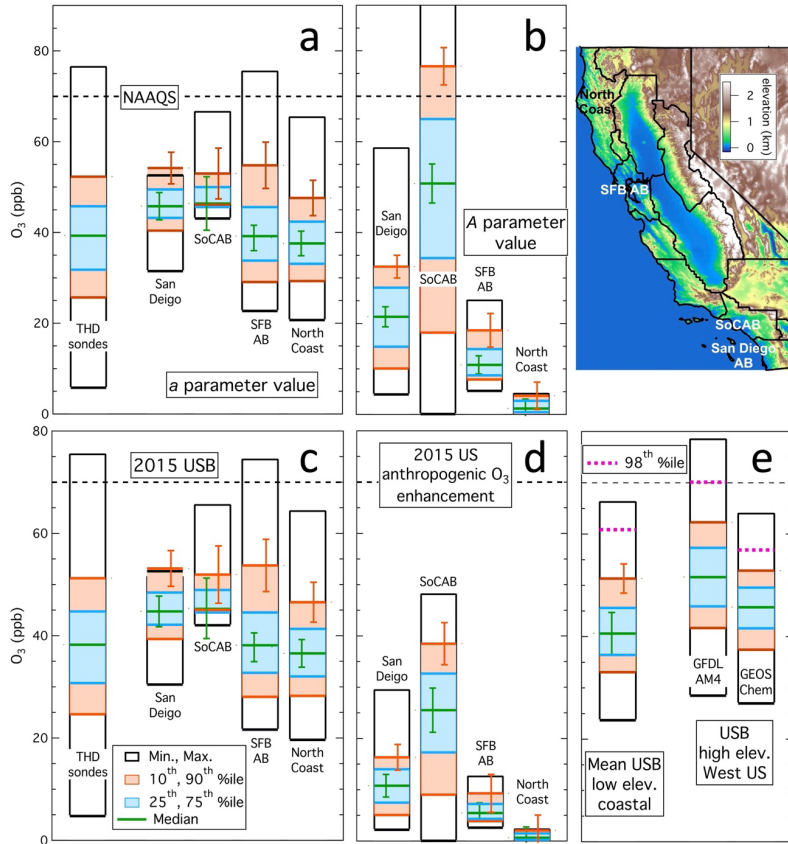 a
NAAQS
80
60
40
20
0
O₃ (ppb)
THD
sondes
San
Deigo
SoCAB
SFB
AB
North
Coast
a parameter value
b
San
Deigo
SoCAB
A parameter
value
SFB
AB
North
Coast
North
Coast
SFB AB
SoCAB
San Diego
AB
2
1
0
elevation (km)
c
2015 USB
80
60
40
20
0
O₃ (ppb)
THD
sondes
San
Deigo
SoCAB
SFB
AB
North
Coast
Min., Max.
10th, 90th %ile
25th, 75th %ile
Median
d
2015 US
anthropogenic O₃
enhancement
San
Deigo
SoCAB
SFB
AB
North
Coast
e
98th %ile
GFDL
AM4
GEOS
Chem
Mean USB
low elev.
coastal
USB
high elev.
West US